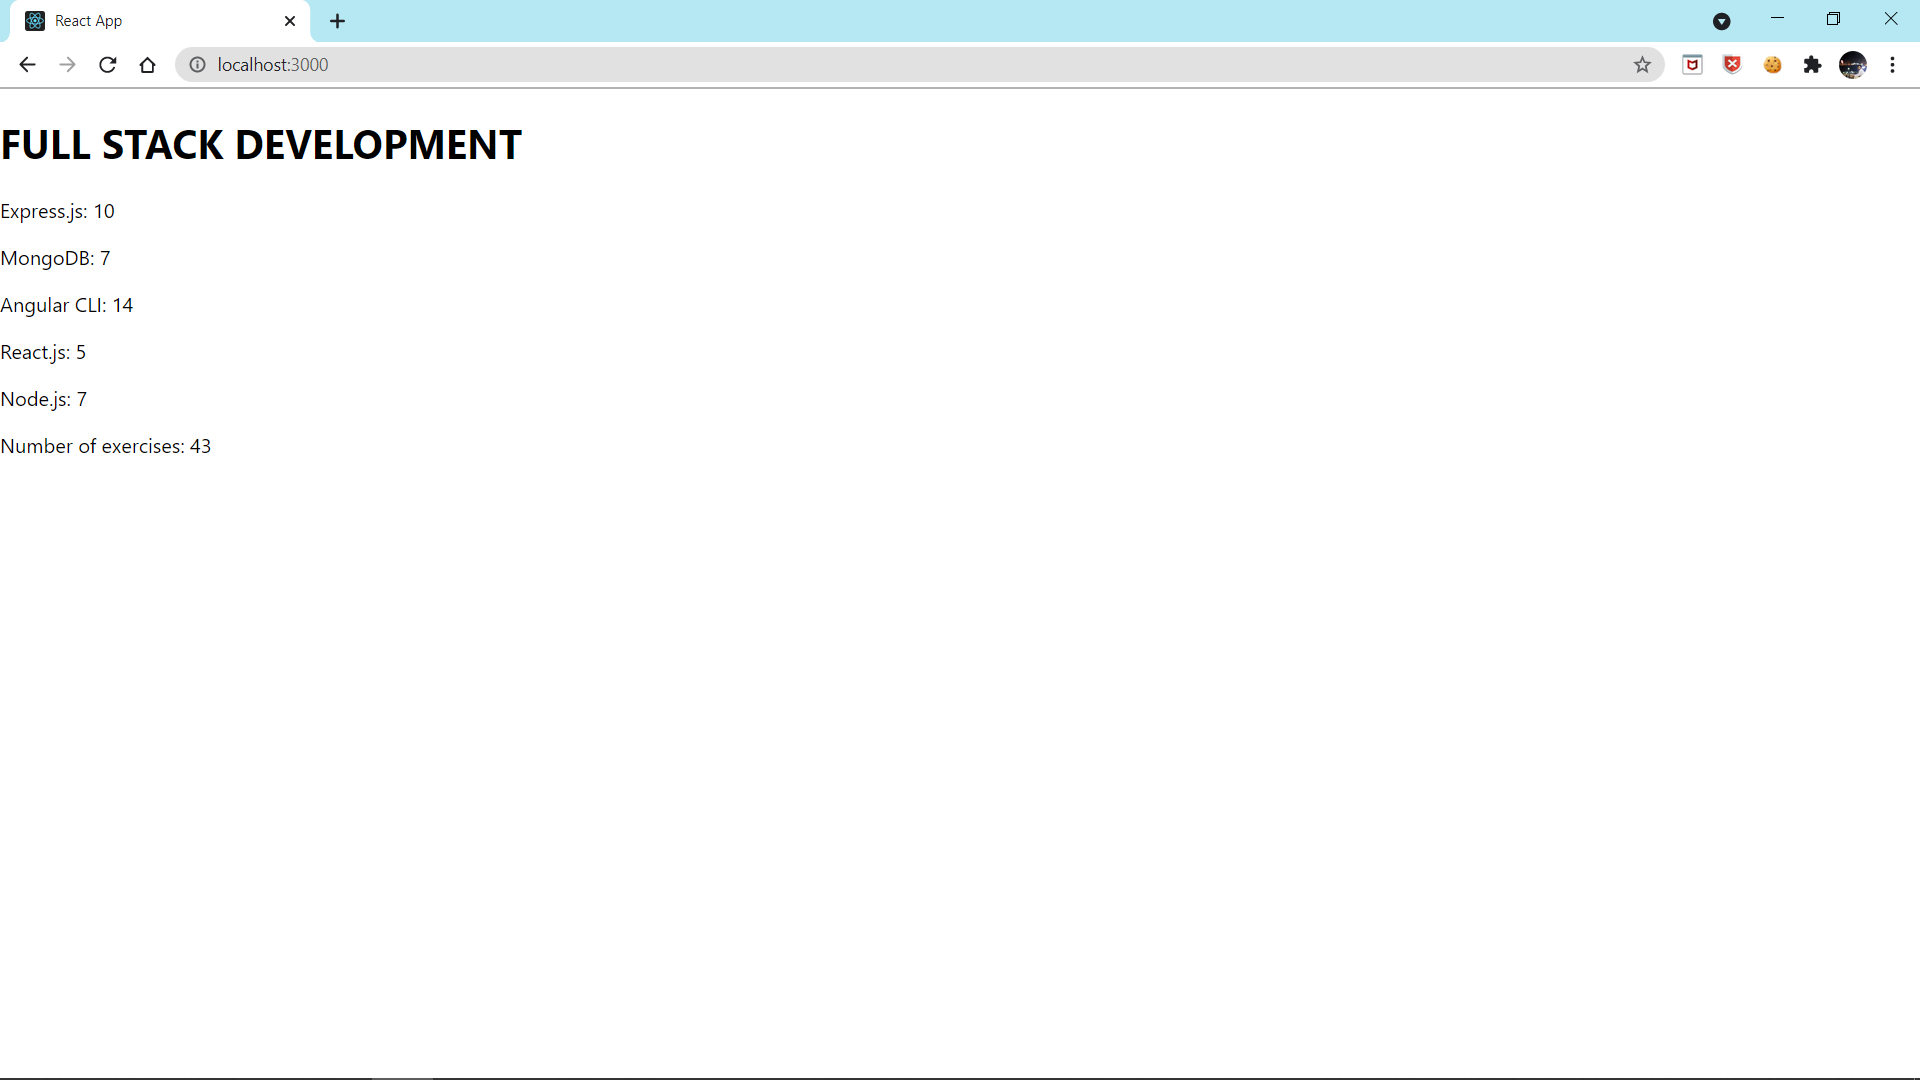 React App
localhost:3000
FULL STACK DEVELOPMENT
Express.js: 10
MongoDB: 7
Angular CLI: 14
React.js: 5
Node.js: 7
Number of exercises: 43